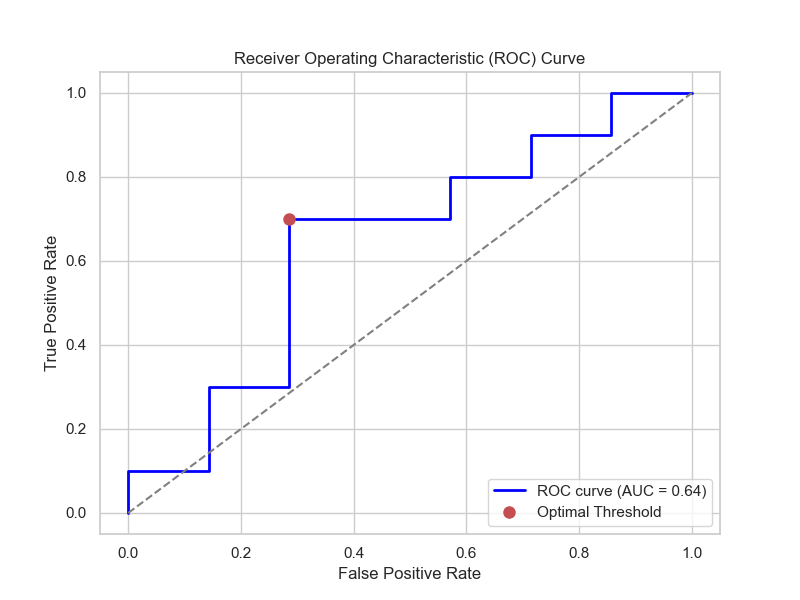 Receiver Operating Characteristic (ROC) Curve
True Positive Rate
1.0
0.8
0.6
0.4
0.2
0.0
0.0 0.2 0.4 0.6 0.8 1.0
False Positive Rate
ROC curve (AUC = 0.64)
Optimal Threshold